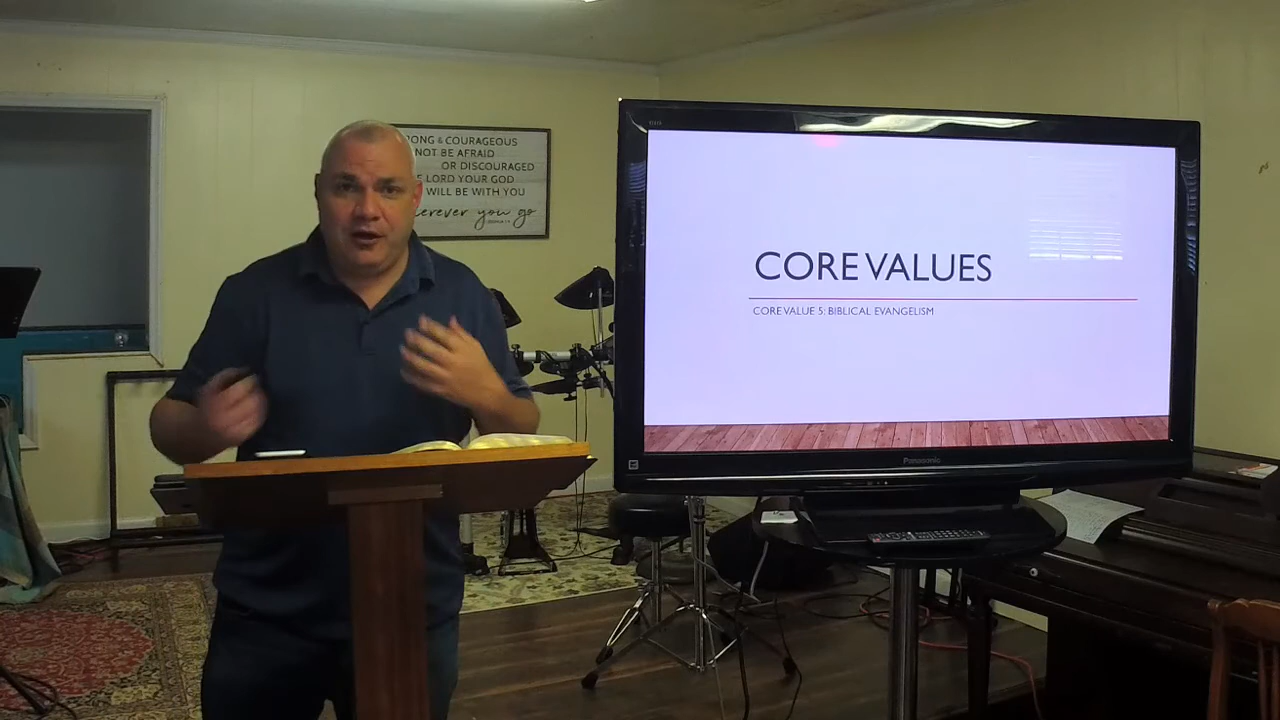 ONG & COURAGEOUS
NOT BE AFRAID
OR DISCOURAGED
LORD YOUR GOD
WILL BE WITH YOU
erever you go
CORE VALUES
CORE VALUE 5: BIBLICAL EVANGELISM
Panasonic